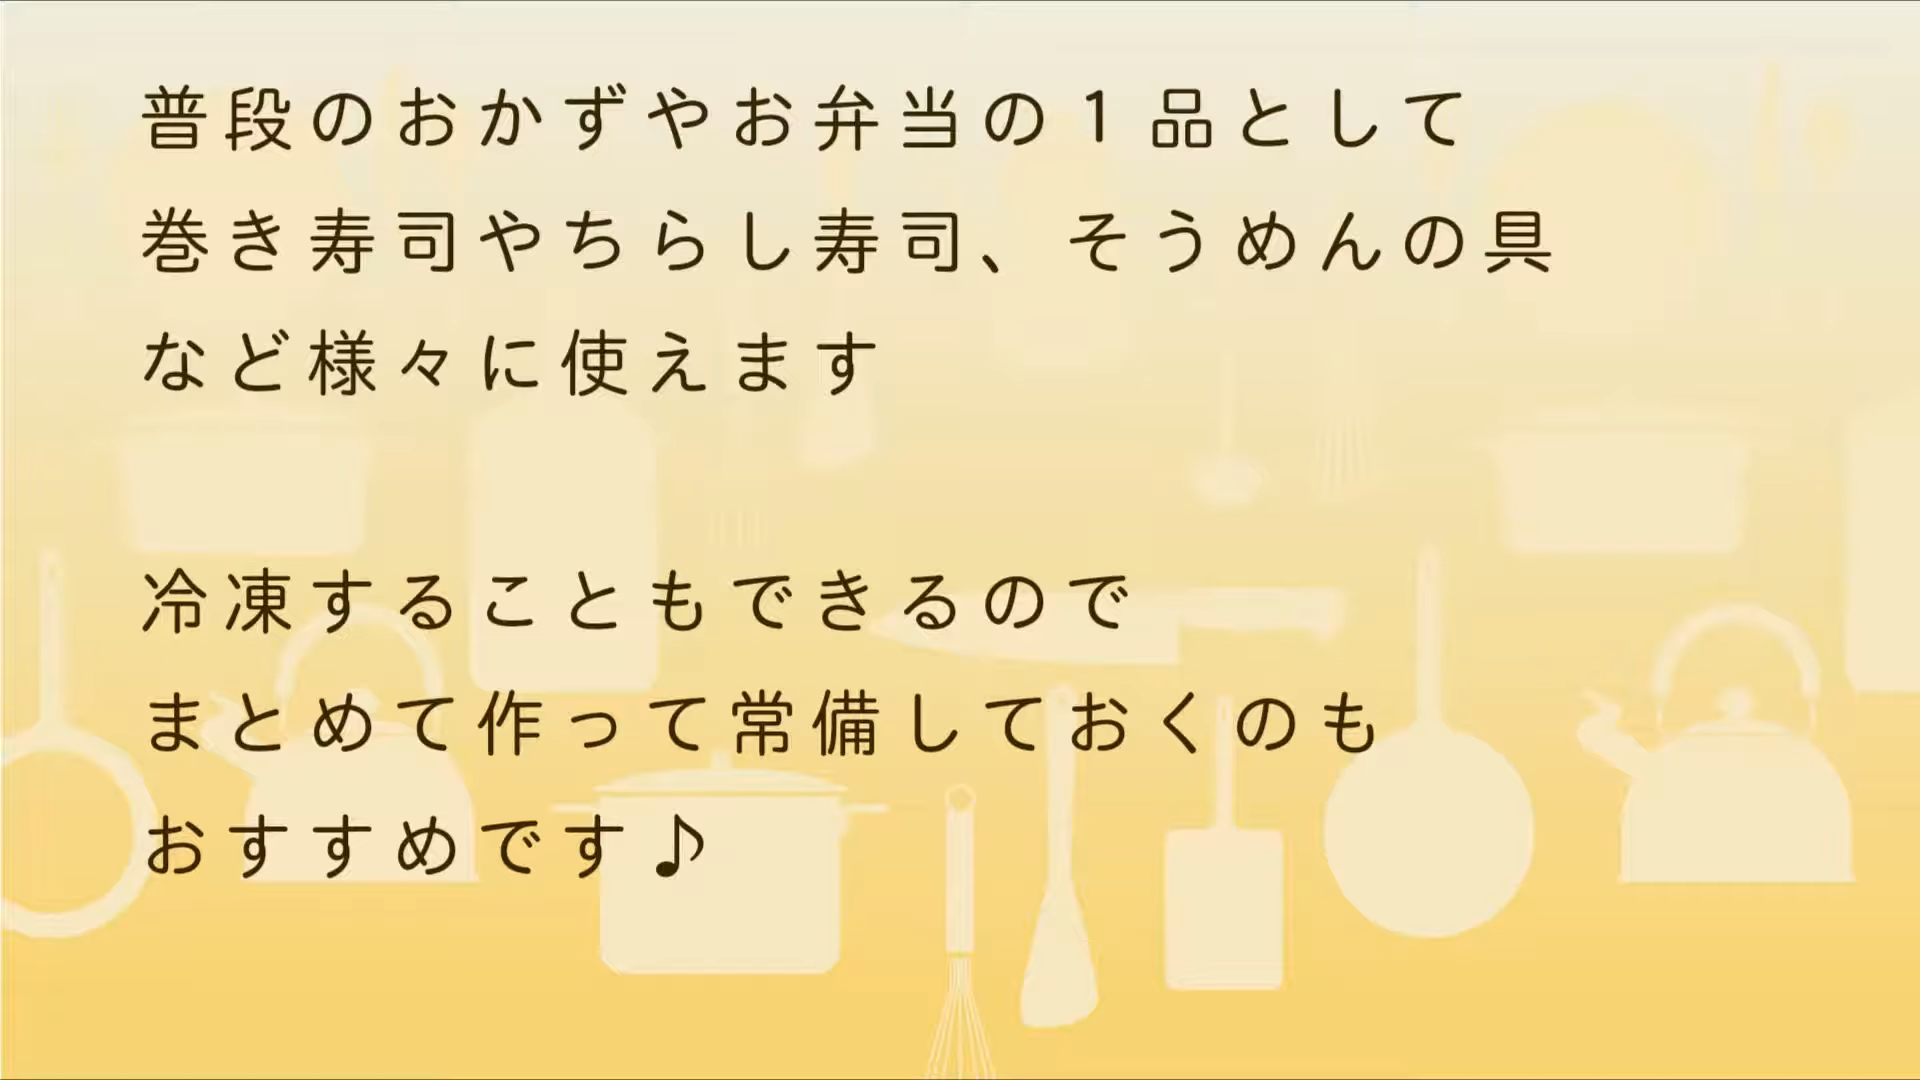 普段のおかずやお弁当の１品として
巻き寿司やちらし寿司、そうめんの具
など様々に使えます
冷凍することもできるので
まとめて作って常備しておくのも
おすすめです♪